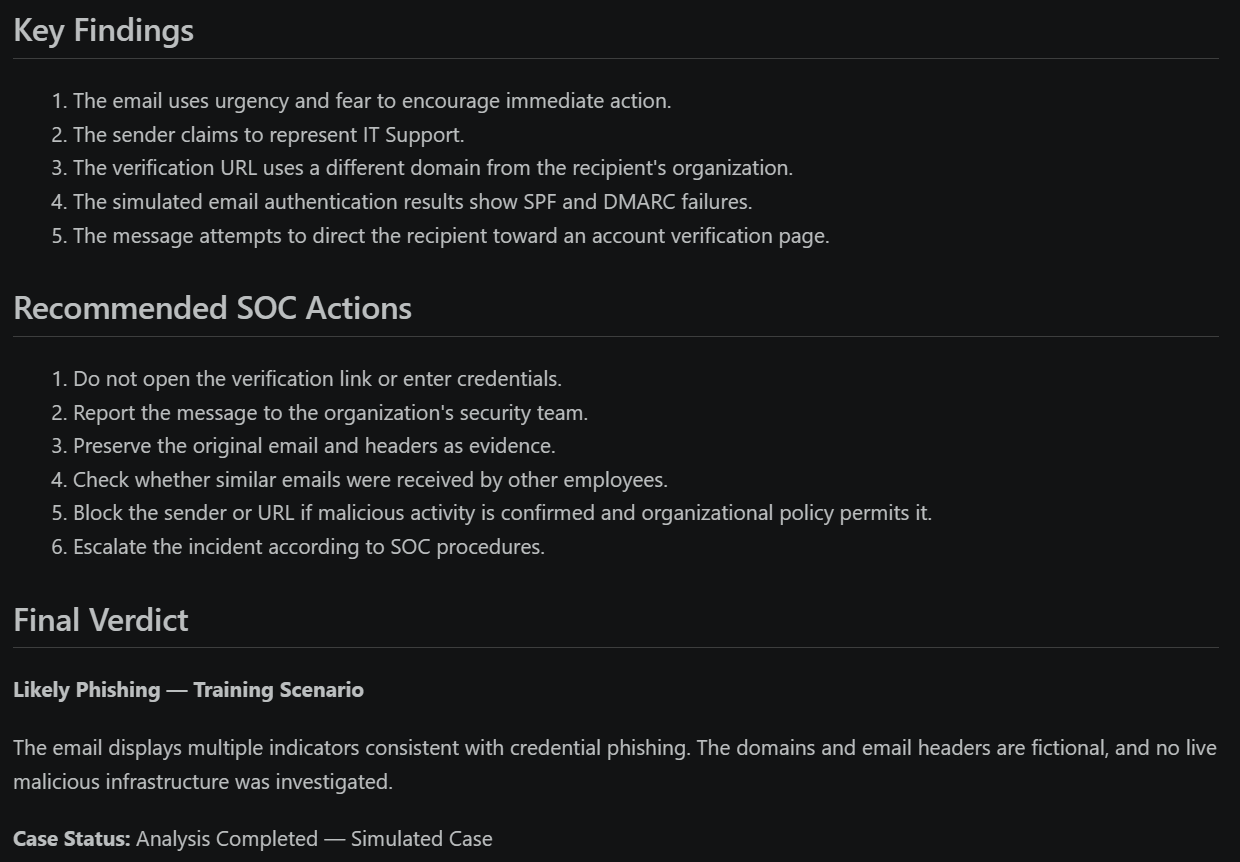 Key Findings
1. The email uses urgency and fear to encourage immediate action.
2. The sender claims to represent IT Support.
3. The verification URL uses a different domain from the recipient's organization.
4. The simulated email authentication results show SPF and DMARC failures.
5. The message attempts to direct the recipient toward an account verification page.
Recommended SOC Actions
1. Do not open the verification link or enter credentials.
2. Report the message to the organization's security team.
3. Preserve the original email and headers as evidence.
4. Check whether similar emails were received by other employees.
5. Block the sender or URL if malicious activity is confirmed and organizational policy permits it.
6. Escalate the incident according to SOC procedures.
Final Verdict
Likely Phishing — Training Scenario
The email displays multiple indicators consistent with credential phishing. The domains and email headers are fictional, and no live
malicious infrastructure was investigated.
Case Status: Analysis Completed — Simulated Case